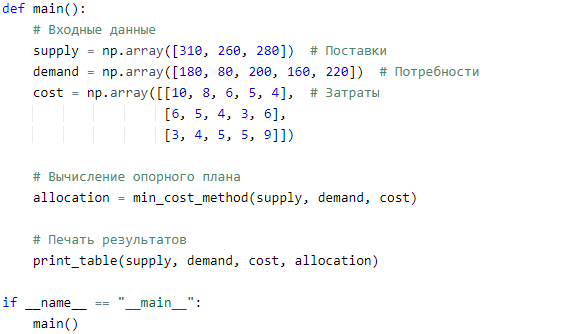 def main():
    # Входные данные
    supply = np.array([310, 260, 280])  # Поставки
    demand = np.array([180, 80, 200, 160, 220])  # Потребности
    cost = np.array([[10, 8, 6, 5, 4],  # Затраты
                     [6, 5, 4, 3, 6],
                     [3, 4, 5, 5, 9]])
    # Вычисление опорного плана
    allocation = min_cost_method(supply, demand, cost)
    # Печать результатов
    print_table(supply, demand, cost, allocation)
if __name__ == "__main__":
    main()